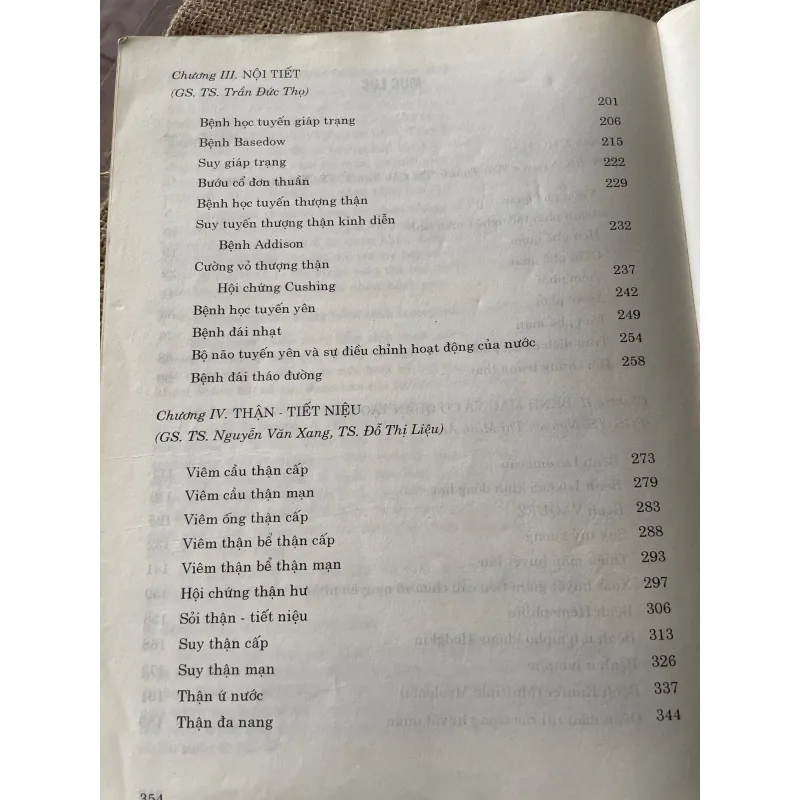 Chương III. NỘI TIẾT
(GS. TS. Trần Đức Thọ)
Bệnh học tuyến giáp trạng 201
Bệnh Basedow 206
Suy giáp trạng 215
Bướu cổ đơn thuần 222
Bệnh học tuyến thượng thận 229
Suy tuyến thượng thận kinh diễn
Bệnh Addison 232
Cường vỏ thượng thận
Hội chứng Cushing 237
Bệnh học tuyến yên 242
Bệnh đái nhạt 249
Bộ não tuyến yên và sự điều chỉnh hoạt động của nước 254
Bệnh đái tháo đường 258
Chương IV. THẬN - TIẾT NIỆU
(GS. TS. Nguyễn Văn Xang, TS. Đỗ Thị Liệu)
Viêm cầu thận cấp 273
Viêm cầu thận mạn 279
Viêm ống thận cấp 283
Viêm thận bể thận cấp 288
Viêm thận bể thận mạn 293
Hội chứng thận hư 297
Sỏi thận - tiết niệu 306
Suy thận cấp 313
Suy thận mạn 326
Thận ứ nước 337
Thận đa nang 344
354